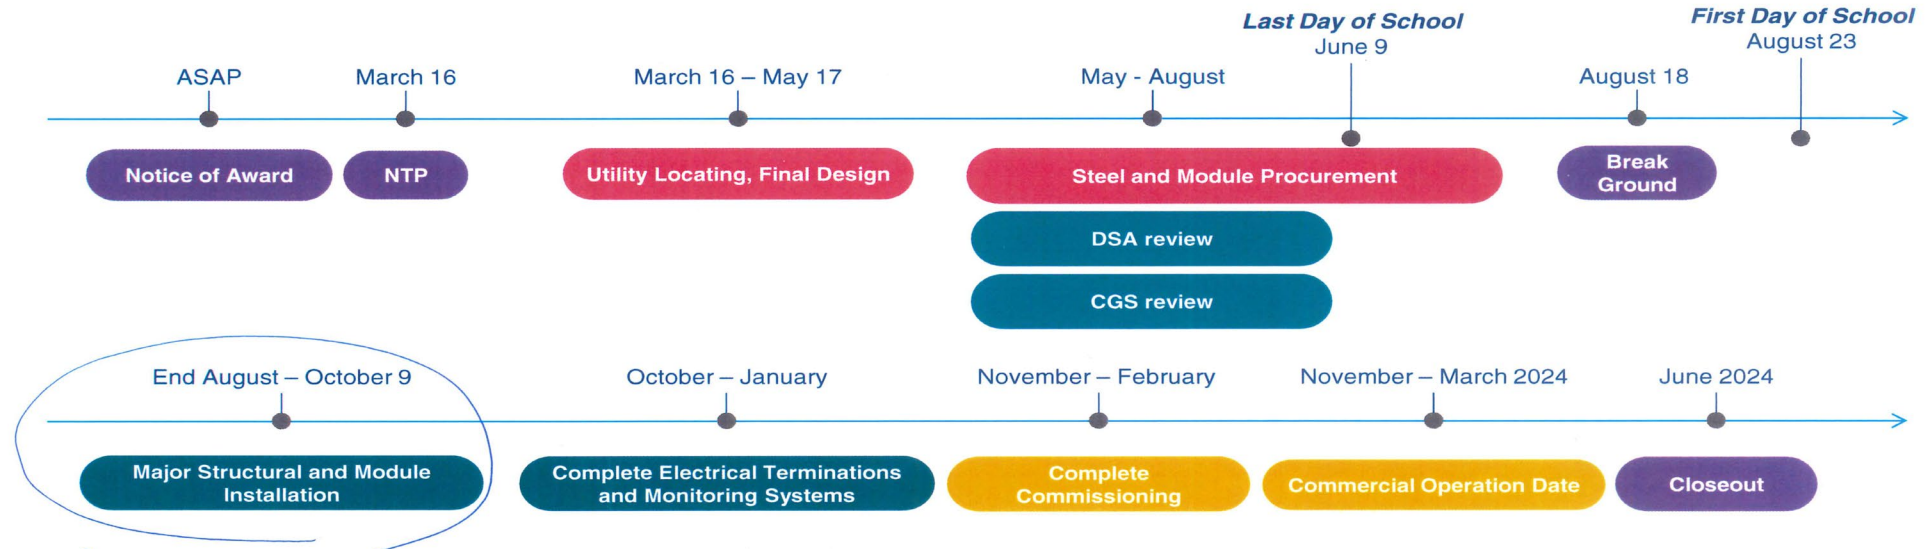 Last Day of School
June 9
First Day of School
August 23
ASAP
March 16
March 16 – May 17
May - August
August 18
Notice of Award
NTP
Utility Locating, Final Design
Steel and Module Procurement
Break
Ground
DSA review
CGS review
End August – October 9
October – January
November – February
November – March 2024
June 2024
Major Structural and Module
Installation
Complete Electrical Terminations
and Monitoring Systems
Complete
Commissioning
Commercial Operation Date
Closeout